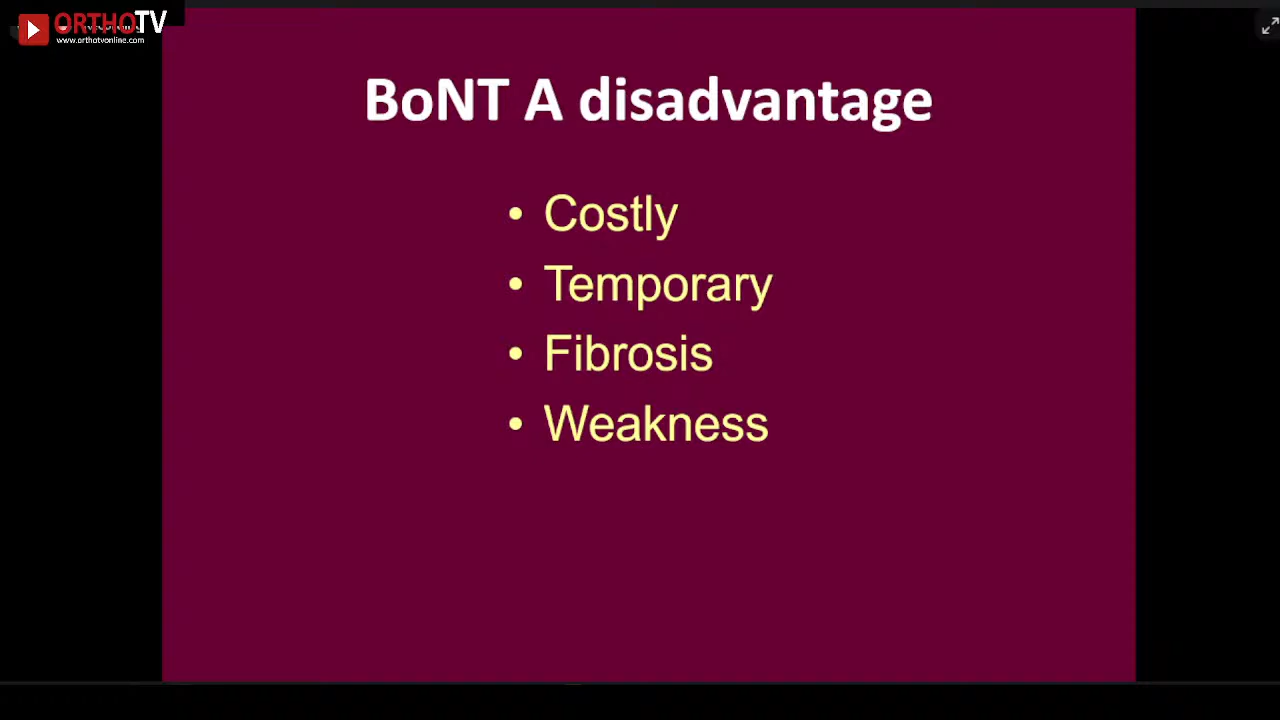 ORTHOTV
www.orthotvonline.com
BoNT A disadvantage
• Costly
• Temporary
• Fibrosis
• Weakness